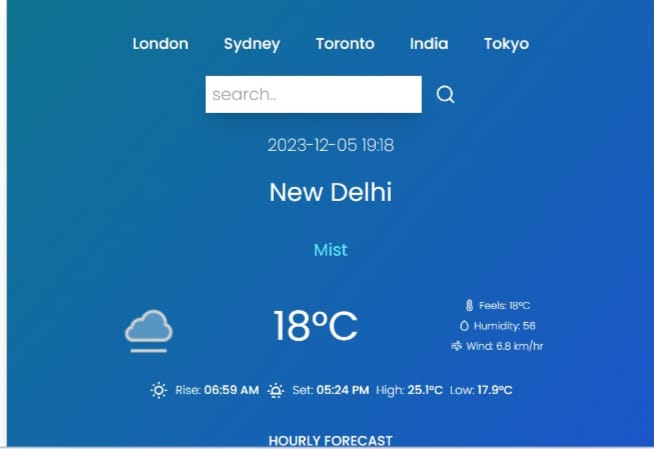 London Sydney Toronto India Tokyo
search..
2023-12-05 19:18
New Delhi
Mist
18°C
Feels: 18°C
Humidity: 56
Wind: 6.8 km/hr
Rise: 06:59 AM Set: 05:24 PM High: 25.1°C Low: 17.9°C
HOURLY FORECAST